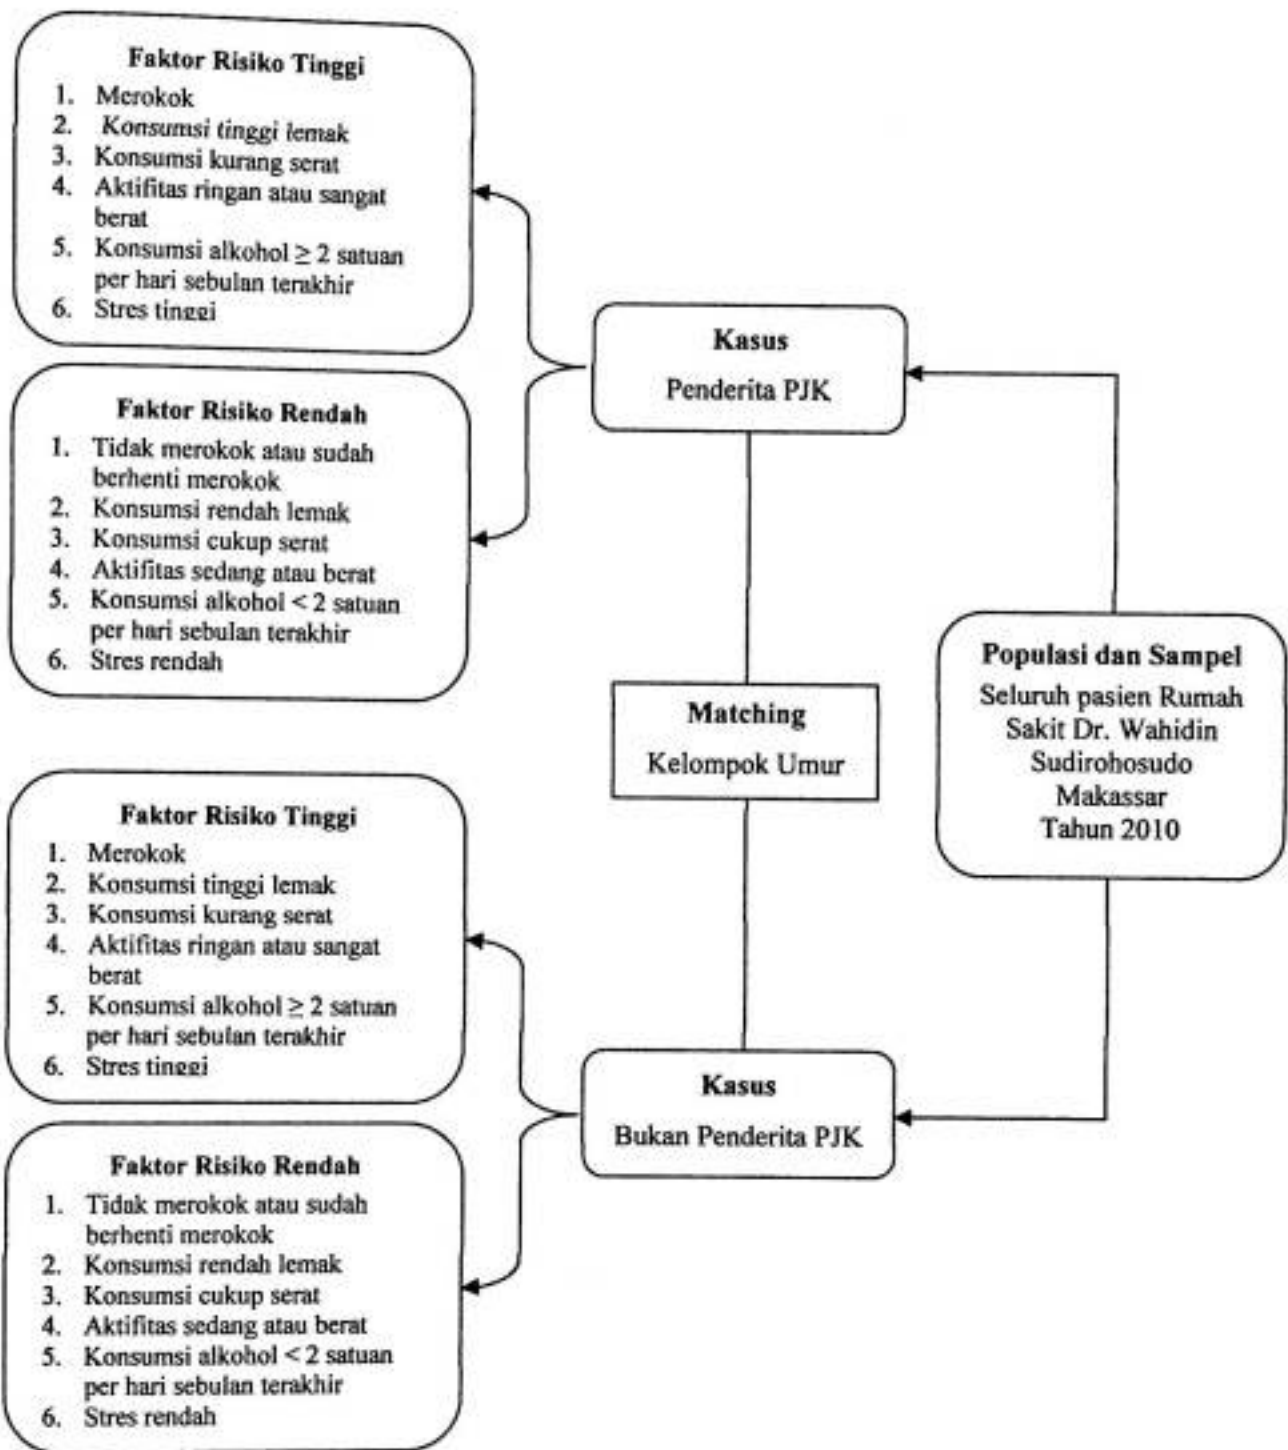 Faktor Risiko Tinggi
1. Merokok
2. Konsumsi tinggi lemak
3. Konsumsi kurang serat
4. Aktifitas ringan atau sangat
berat
5. Konsumsi alkohol ≥ 2 satuan
per hari sebulan terakhir
6. Stres tinggi
Faktor Risiko Rendah
1. Tidak merokok atau sudah
berhenti merokok
2. Konsumsi rendah lemak
3. Konsumsi cukup serat
4. Aktifitas sedang atau berat
5. Konsumsi alkohol < 2 satuan
per hari sebulan terakhir
6. Stres rendah
Kasus
Penderita PJK
Matching
Kelompok Umur
Populasi dan Sampel
Seluruh pasien Rumah
Sakit Dr. Wahidin
Sudirohosudo
Makassar
Tahun 2010
Faktor Risiko Tinggi
1. Merokok
2. Konsumsi tinggi lemak
3. Konsumsi kurang serat
4. Aktifitas ringan atau sangat
berat
5. Konsumsi alkohol ≥ 2 satuan
per hari sebulan terakhir
6. Stres tinggi
Kasus
Bukan Penderita PJK
Faktor Risiko Rendah
1. Tidak merokok atau sudah
berhenti merokok
2. Konsumsi rendah lemak
3. Konsumsi cukup serat
4. Aktifitas sedang atau berat
5. Konsumsi alkohol < 2 satuan
per hari sebulan terakhir
6. Stres rendah